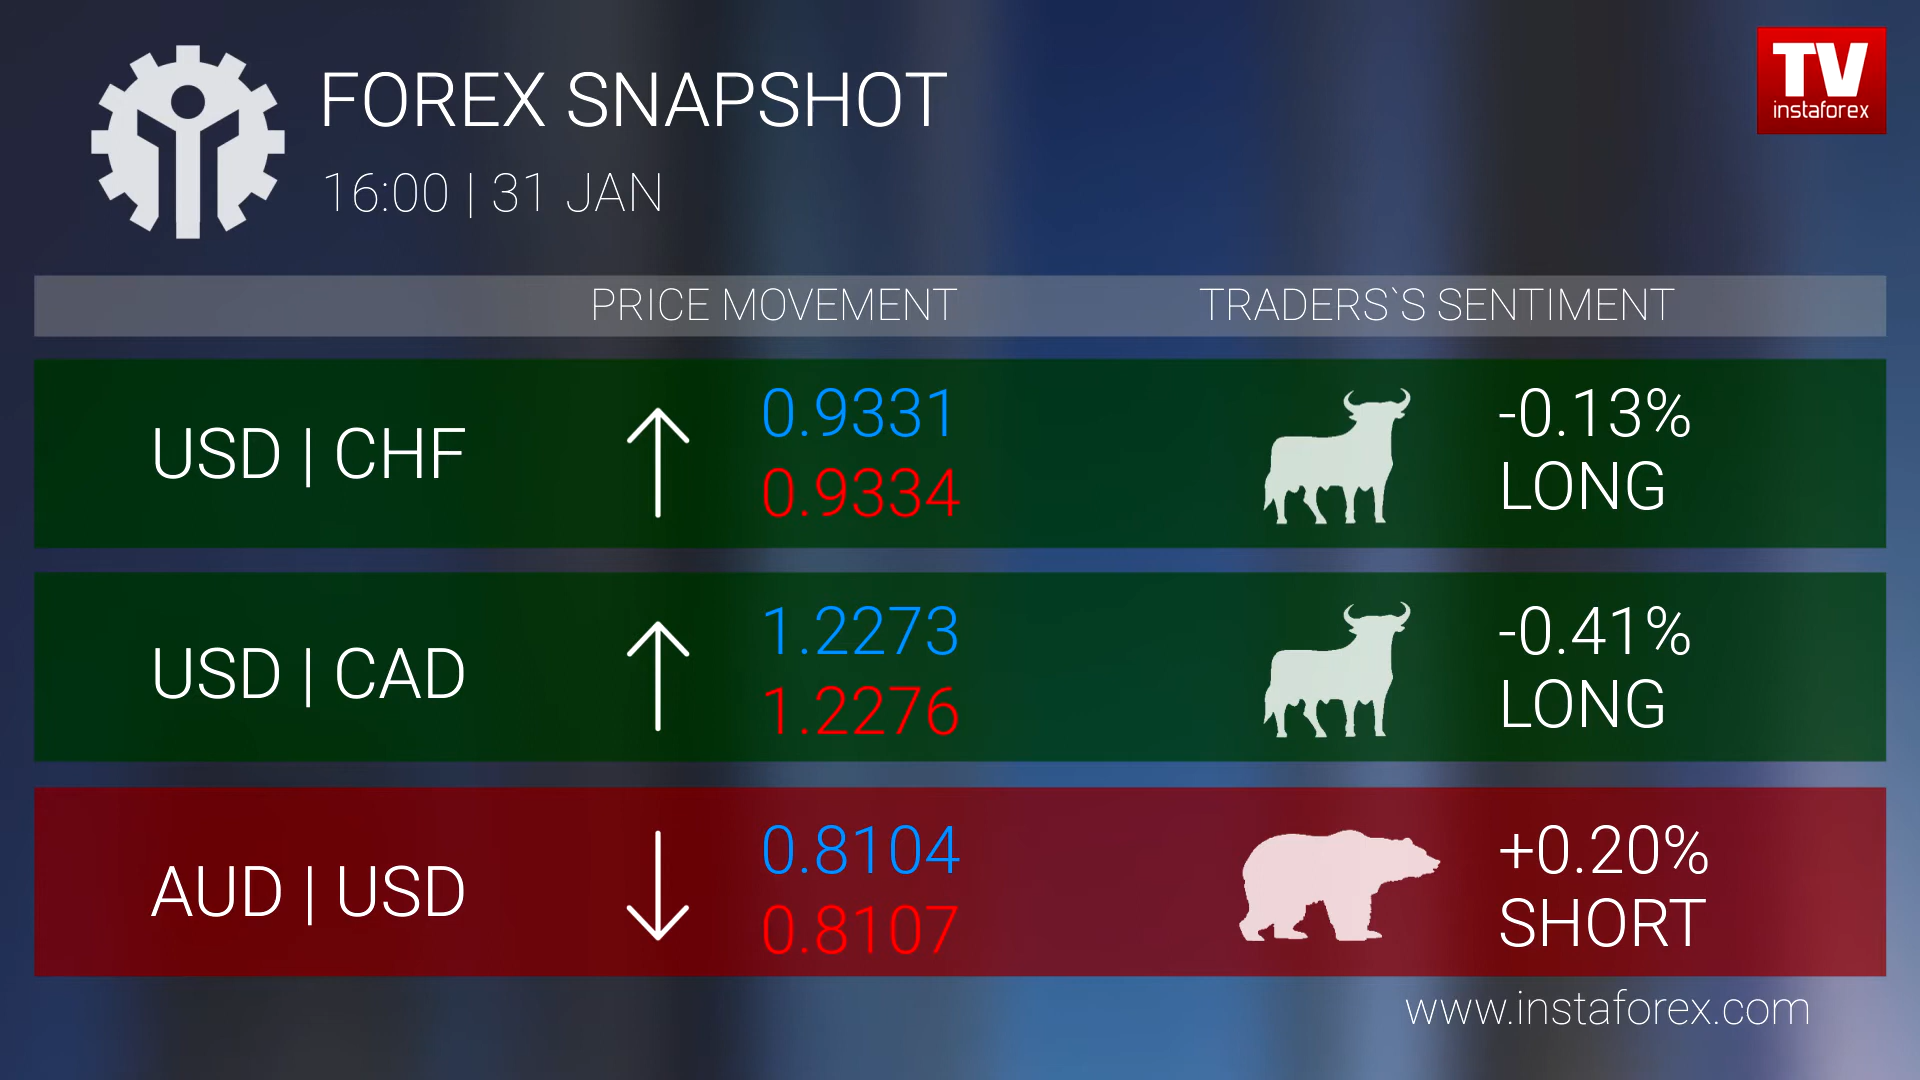 FOREX SNAPSHOT
16:00 | 31 JAN
TV
instaforex
PRICE MOVEMENT
TRADERS`S SENTIMENT
USD | CHF
0.9331
0.9334
-0.13%
LONG
USD | CAD
1.2273
1.2276
-0.41%
LONG
AUD | USD
0.8104
0.8107
+0.20%
SHORT
www.instaforex.com